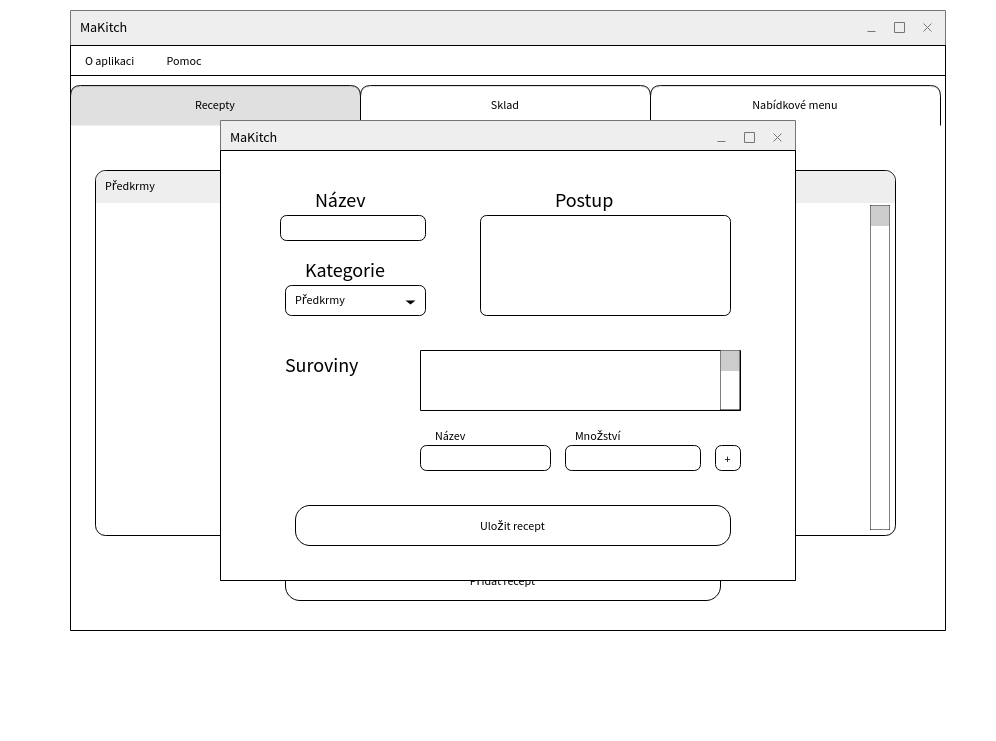 MaKitch
O aplikaci Pomoc
Recepty Sklad Nabídkové menu
MaKitch
Předkrmy
Název Postup
Kategorie
Předkrmy
Suroviny
Název Množství
+
Uložit recept
Přidat recept